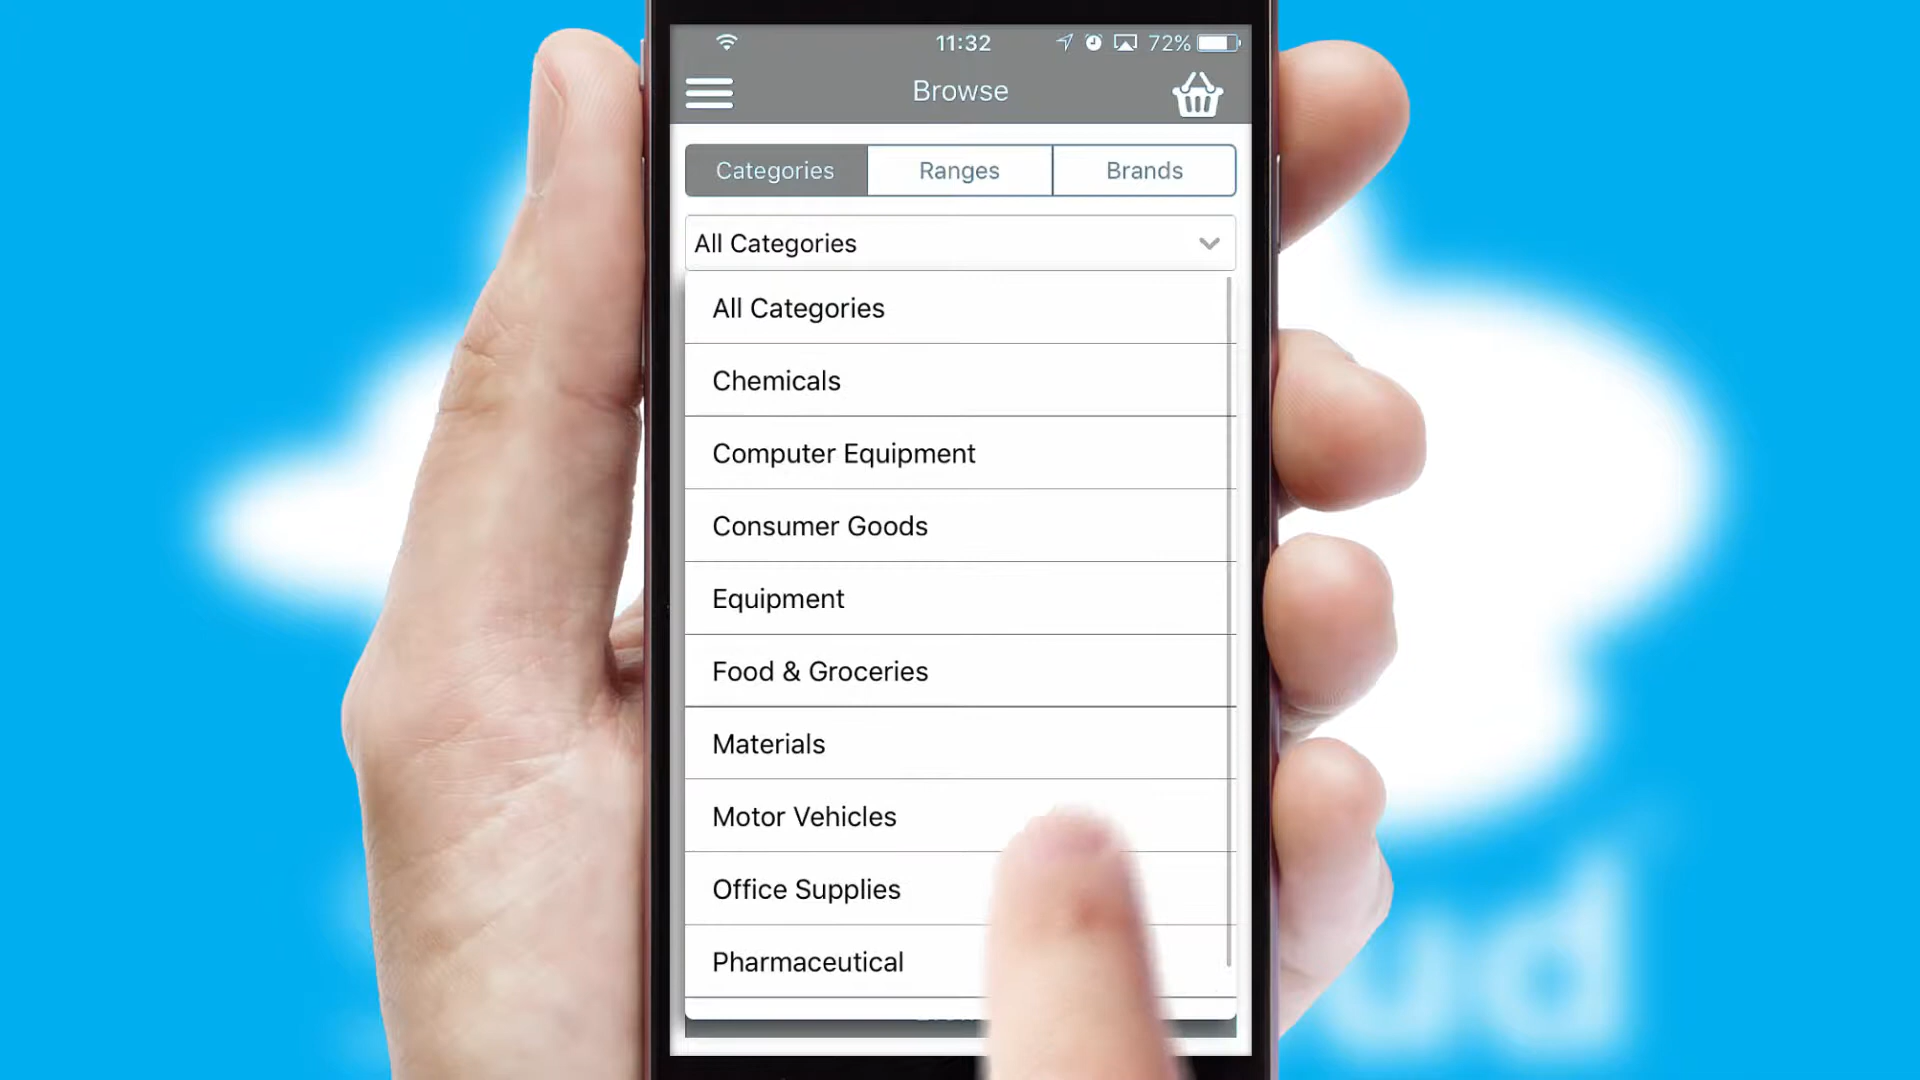 11:32
72%
Browse
Categories
Ranges
Brands
All Categories
All Categories
Chemicals
Computer Equipment
Consumer Goods
Equipment
Food & Groceries
Materials
Motor Vehicles
Office Supplies
Pharmaceutical
ud